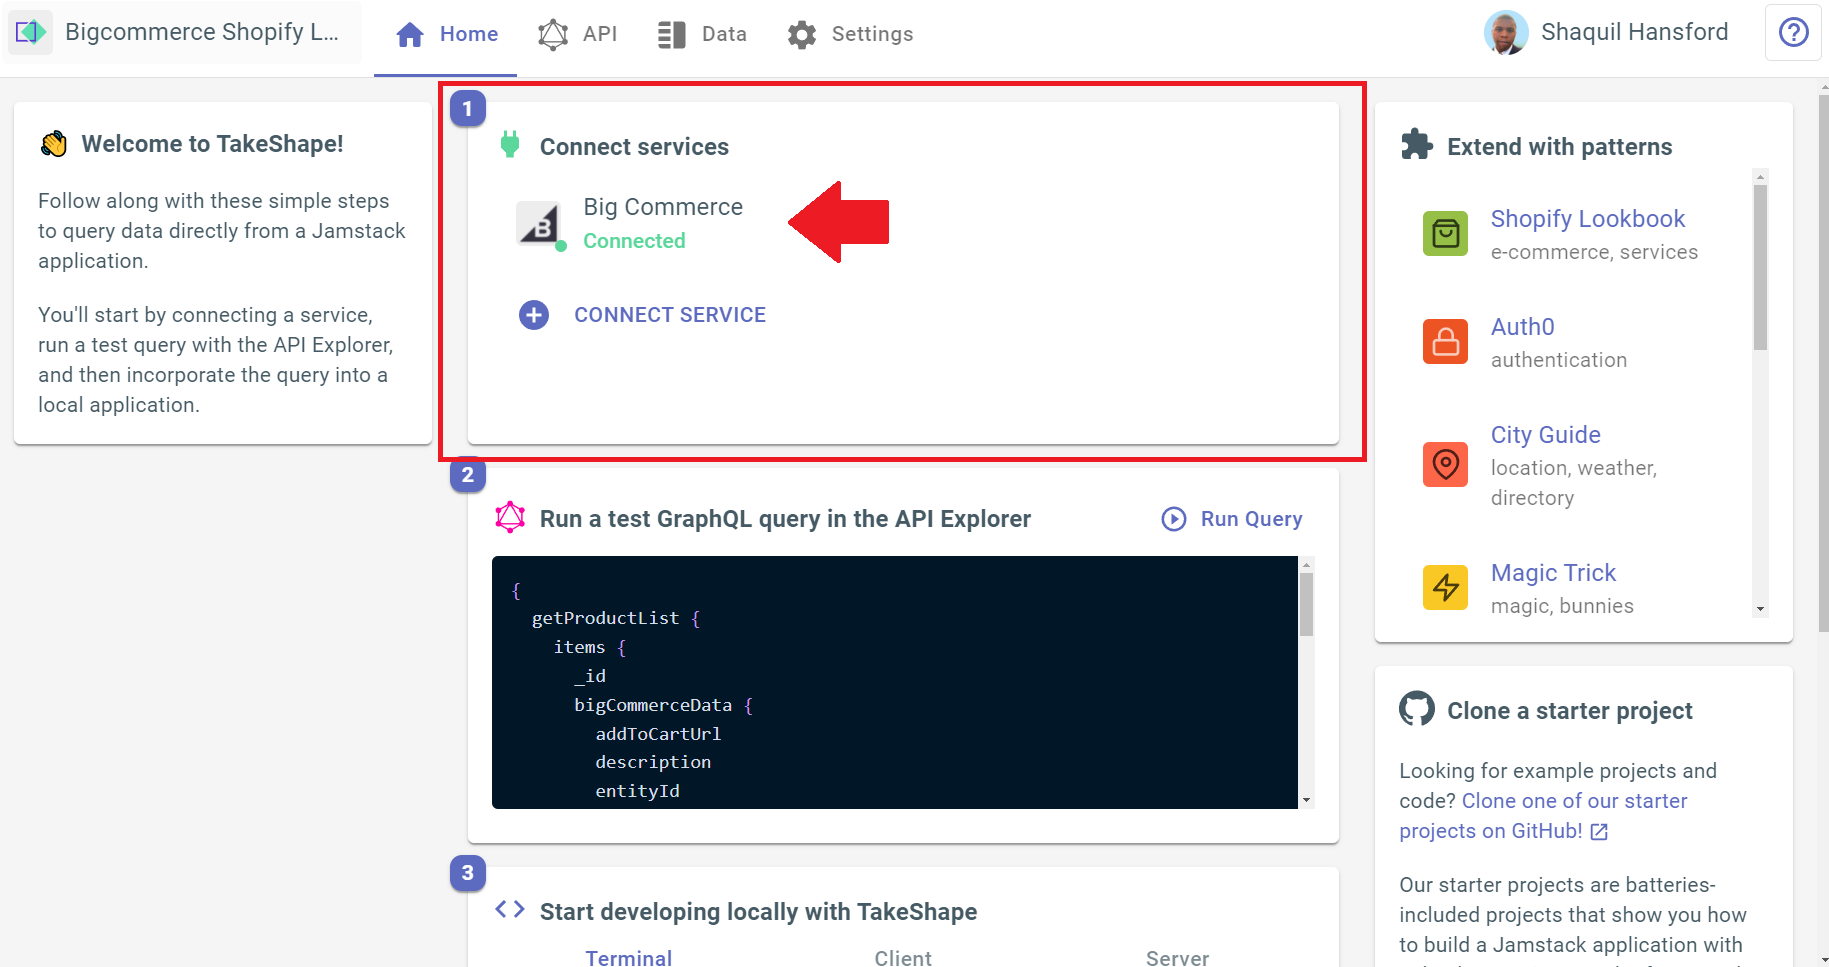 Bigcommerce Shopify L...
Home
API
Data
Settings
Shaquil Hansford
Welcome to TakeShape!
Follow along with these simple steps
to query data directly from a Jamstack
application.
You'll start by connecting a service,
run a test query with the API Explorer,
and then incorporate the query into a
local application.
1
Connect services
B
Big Commerce
Connected
CONNECT SERVICE
2
Run a test GraphQL query in the API Explorer
Run Query
{
getProductList {
items {
_id
bigCommerceData {
addToCartUrl
description
entityId
3
Start developing locally with TakeShape
Terminal
Client
Server
Extend with patterns
Shopify Lookbook
e-commerce, services
Auth0
authentication
City Guide
location, weather,
directory
Magic Trick
magic, bunnies
Clone a starter project
Looking for example projects and
code? Clone one of our starter
projects on GitHub!
Our starter projects are batteries-
included projects that show you how
to build a Jamstack application with